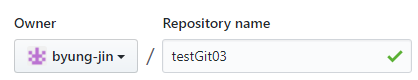 Owner Repository name
byung-jin / testGit03